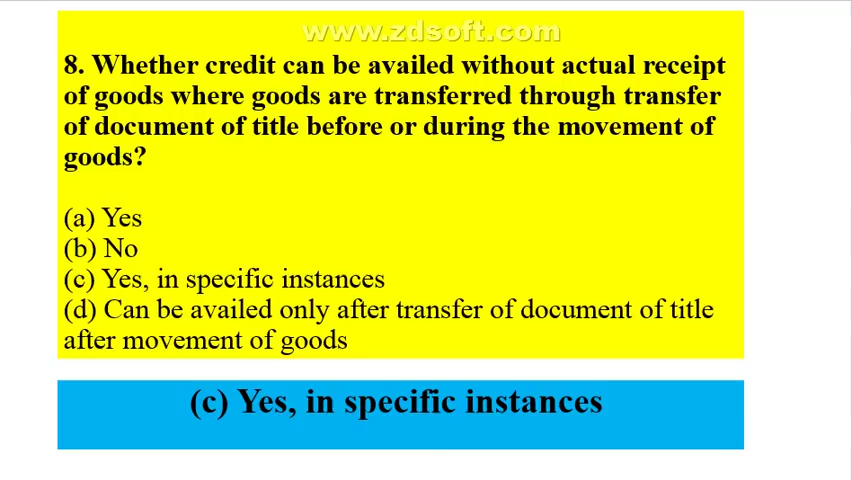 www.zdsoft.com
8. Whether credit can be availed without actual receipt
of goods where goods are transferred through transfer
of document of title before or during the movement of
goods?
(a) Yes
(b) No
(c) Yes, in specific instances
(d) Can be availed only after transfer of document of title
after movement of goods
(c) Yes, in specific instances